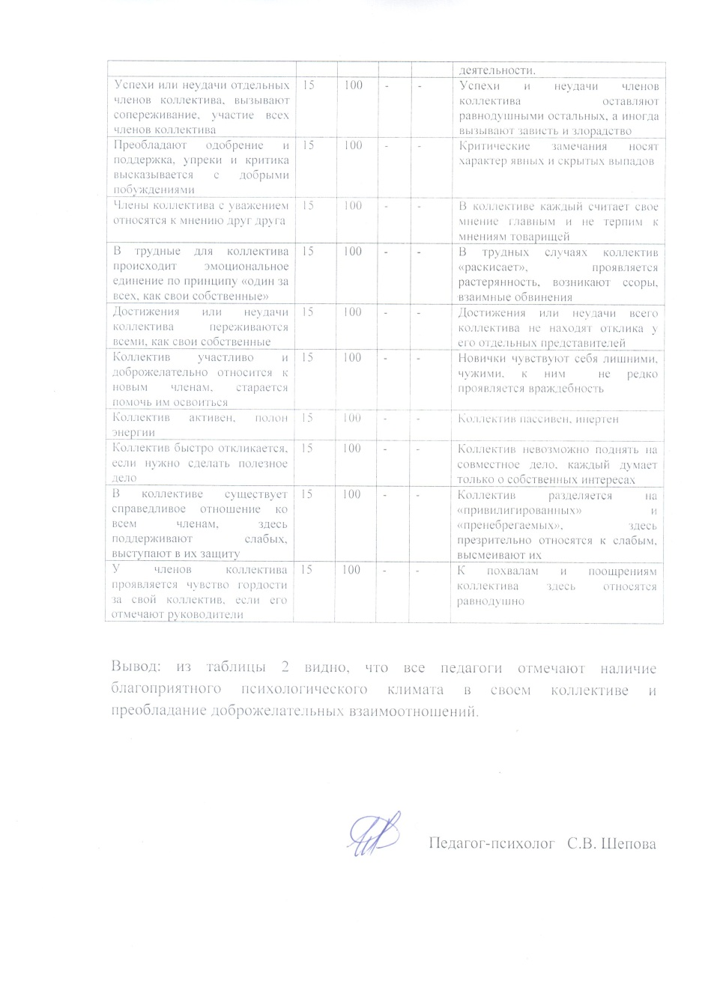 деятельности.
Успехи или неудачи отдельных
членов коллектива, вызывают
сопереживание, участие всех
членов коллектива
15
100
-
-
Успехи и неудачи членов
коллектива оставляют
равнодушными остальных, а иногда
вызывают зависть и злорадство
Преобладают одобрение и
поддержка, упреки и критика
высказывается с добрыми
побуждениями
15
100
-
-
Критические замечания носят
характер явных и скрытых выпадов
Члены коллектива с уважением
относятся к мнению друг друга
15
100
-
-
В коллективе каждый считает свое
мнение главным и не терпим к
мнениям товарищей
В трудные для коллектива
происходит эмоциональное
единение по принципу «один за
всех, как свои собственные»
15
100
-
-
В трудных случаях коллектив
«раскисает», проявляется
растерянность, возникают ссоры,
взаимные обвинения
Достижения или неудачи
коллектива переживаются
всеми, как свои собственные
15
100
-
-
Достижения или неудачи всего
коллектива не находят отклика у
его отдельных представителей
Коллектив участливо и
доброжелательно относится к
новым членам, старается
помочь им освоиться
15
100
-
-
Новички чувствуют себя лишними,
чужими, к ним не редко
проявляется враждебность
Коллектив активен, полон
энергии
15
100
-
-
Коллектив пассивен, инертен
Коллектив быстро откликается,
если нужно сделать полезное
дело
15
100
-
-
Коллектив невозможно поднять на
совместное дело, каждый думает
только о собственных интересах
В коллективе существует
справедливое отношение ко
всем членам, здесь
поддерживают слабых,
выступают в их защиту
15
100
-
-
Коллектив разделяется на
«привилигированных» и
«пренебрегаемых», здесь
презрительно относятся к слабым,
высмеивают их
У членов коллектива
проявляется чувство гордости
за свой коллектив, если его
отмечают руководители
15
100
-
-
К похвалам и поощрениям
коллектива здесь относятся
равнодушно
Вывод: из таблицы 2 видно, что все педагоги отмечают наличие
благоприятного психологического климата в своем коллективе и
преобладание доброжелательных взаимоотношений.
Педагог-психолог С.В. Шепова